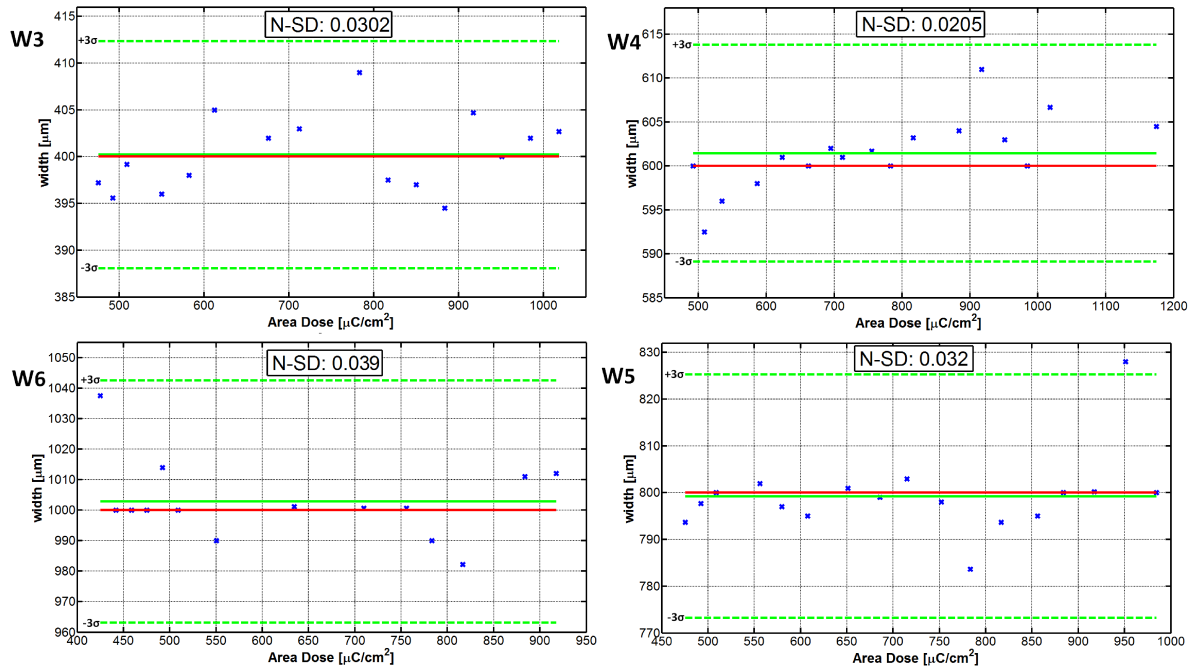 W3
N-SD: 0.0302
415
410
405
400
395
390
385
+3σ
-3σ
width [μm]
500 600 700 800 900 1000
Area Dose [μC/cm²]
W4
N-SD: 0.0205
615
610
605
600
595
590
585
+3σ
-3σ
width [μm]
500 600 700 800 900 1000 1100 1200
Area Dose [μC/cm²]
W6
N-SD: 0.039
1050
1040
1030
1020
1010
1000
990
980
970
960
+3σ
-3σ
width [μm]
400 450 500 550 600 650 700 750 800 850 900 950
Area Dose [μC/cm²]
W5
N-SD: 0.032
830
820
810
800
790
780
770
+3σ
-3σ
width [μm]
450 500 550 600 650 700 750 800 850 900 950 1000
Area Dose [μC/cm²]